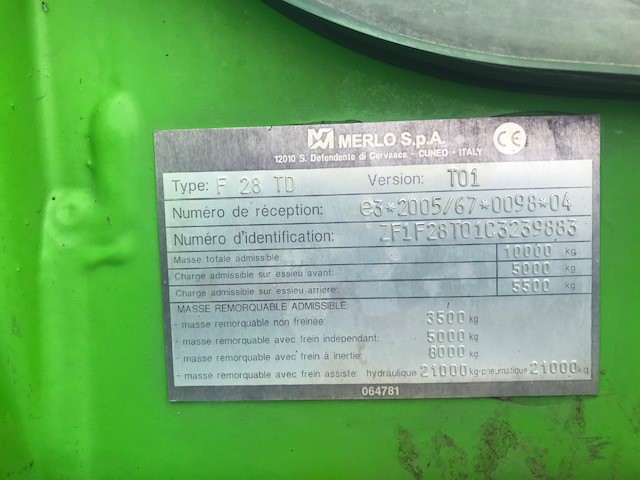 MERLO S.p.A. CE
12010 S. Defendente di Cervasca - CUNEO - ITALY
Type: F 28 TD Version: T01
Numéro de réception: e3*2005/67*0098*04
Numéro d'identification: ZF1F28T01C3239883
Masse totale admissible: 10000 kg
Charge admissible sur essieu avant: 5000 kg
Charge admissible sur essieu arrière: 5500 kg
MASSE REMORQUABLE ADMISSIBLE:
- masse remorquable non freinée: 3500 kg
- masse remorquable avec frein independant: 5000 kg
- masse remorquable avec frein à inertie: 8000 kg
- masse remorquable avec frein assiste: hydraulique 21000 kg-pneumatique 21000 kg
064781